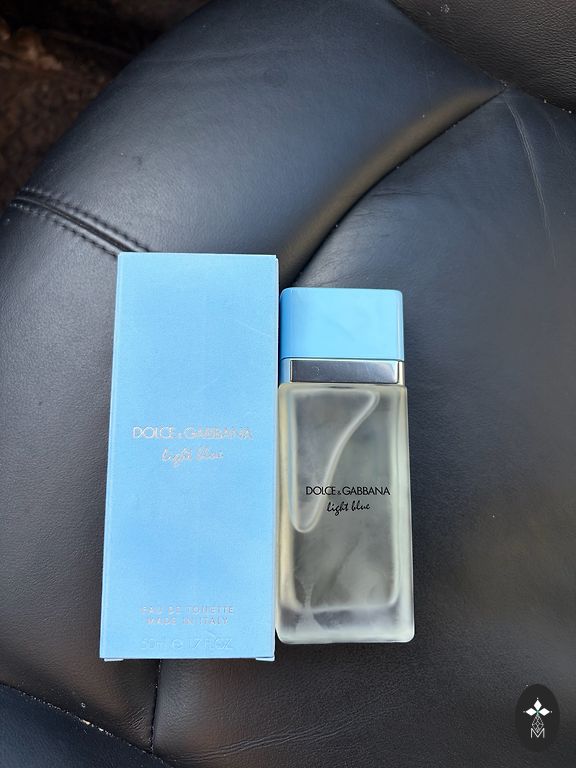 DOLCE & GABBANA
light blue
EAU DE TOILETTE
MADE IN ITALY
50ml ℮ 1.7 FL.OZ.
DOLCE & GABBANA
light blue
M